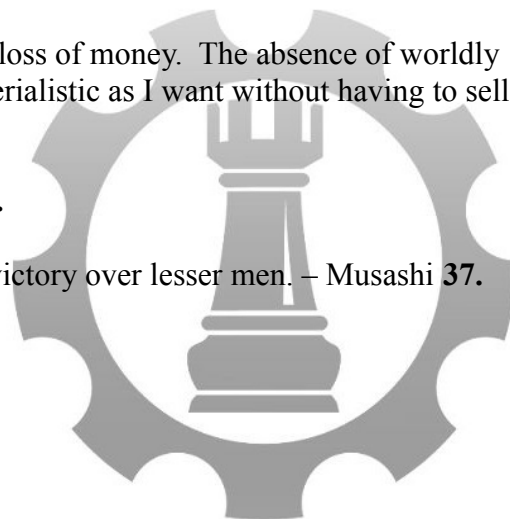 loss of money.  The absence of worldly
erialistic as I want without having to sell
.
victory over lesser men. – Musashi 37.